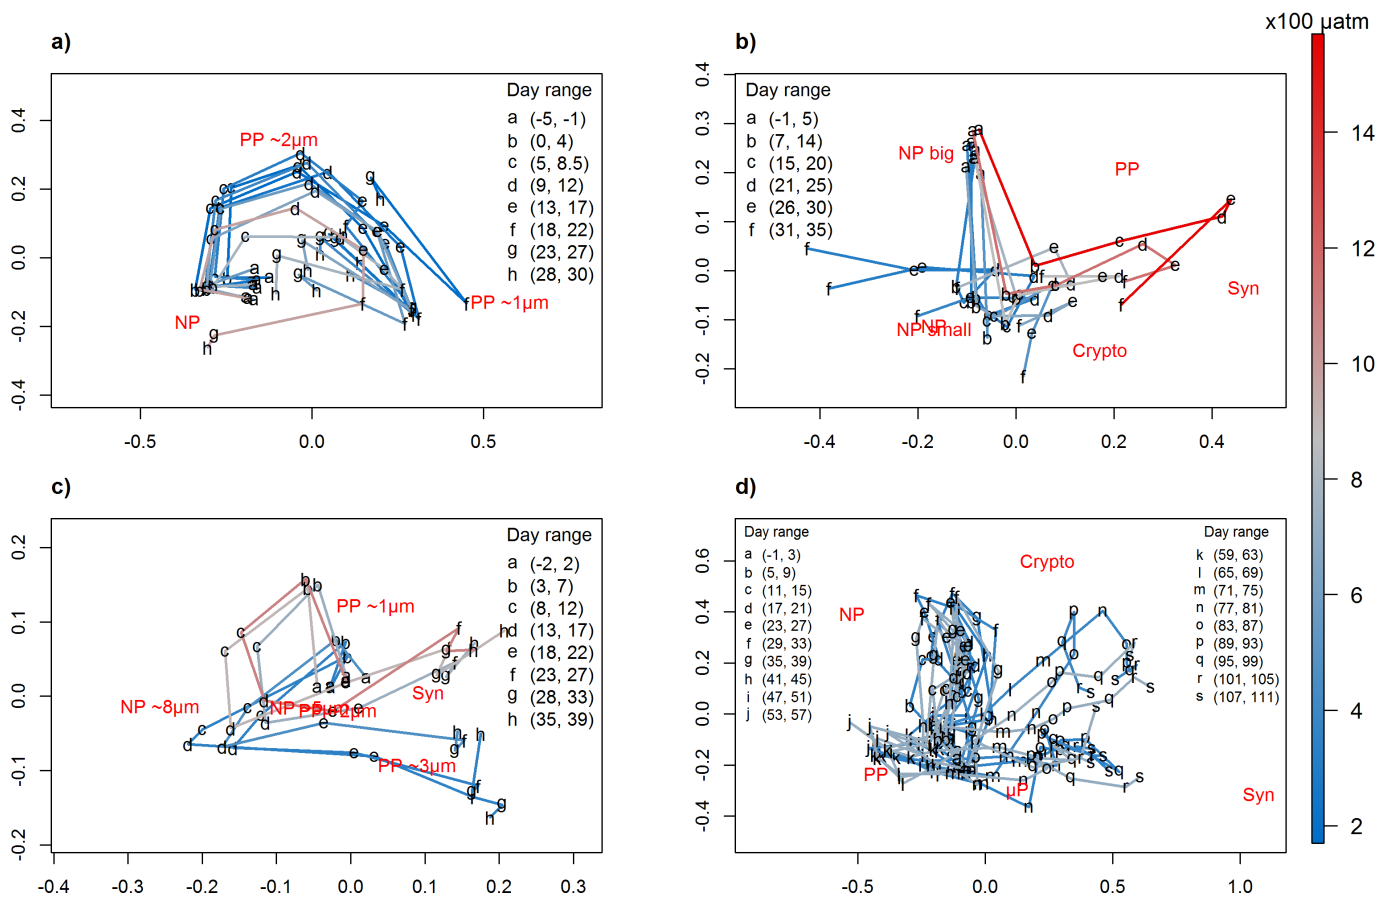 x100 µatm
14
12
10
8
6
4
2
a)
Day range
a (-5, -1)
b (0, 4)
c (5, 8.5)
d (9, 12)
e (13, 17)
f (18, 22)
g (23, 27)
h (28, 30)
PP ~2µm
PP ~1µm
NP
0.4
0.2
0.0
-0.2
-0.4
-0.5 0.0 0.5
b)
Day range
a (-1, 5)
b (7, 14)
c (15, 20)
d (21, 25)
e (26, 30)
f (31, 35)
NP big
PP
Syn
NP small
NP
Crypto
0.4
0.3
0.2
0.1
0.0
-0.1
-0.2
-0.4 -0.2 0.0 0.2 0.4
c)
Day range
a (-2, 2)
b (3, 7)
c (8, 12)
d (13, 17)
e (18, 22)
f (23, 27)
g (28, 33)
h (35, 39)
PP ~1µm
Syn
NP ~8µm
PP ~3µm
0.2
0.1
0.0
-0.1
-0.2
-0.4 -0.3 -0.2 -0.1 0.0 0.1 0.2 0.3
d)
Day range
a (-1, 3)
b (5, 9)
c (11, 15)
d (17, 21)
e (23, 27)
f (29, 33)
g (35, 39)
h (41, 45)
i (47, 51)
j (53, 57)
Day range
k (59, 63)
l (65, 69)
m (71, 75)
n (77, 81)
o (83, 87)
p (89, 93)
q (95, 99)
r (101, 105)
s (107, 111)
Crypto
NP
PP
µP
Syn
0.6
0.4
0.2
0.0
-0.2
-0.4
-0.5 0.0 0.5 1.0